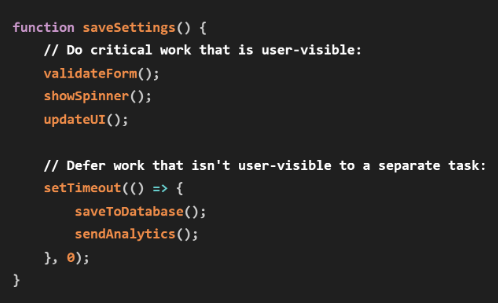 function saveSettings() {
    // Do critical work that is user-visible:
    validateForm();
    showSpinner();
    updateUI();

    // Defer work that isn't user-visible to a separate task:
    setTimeout(() => {
        saveToDatabase();
        sendAnalytics();
    }, 0);
}